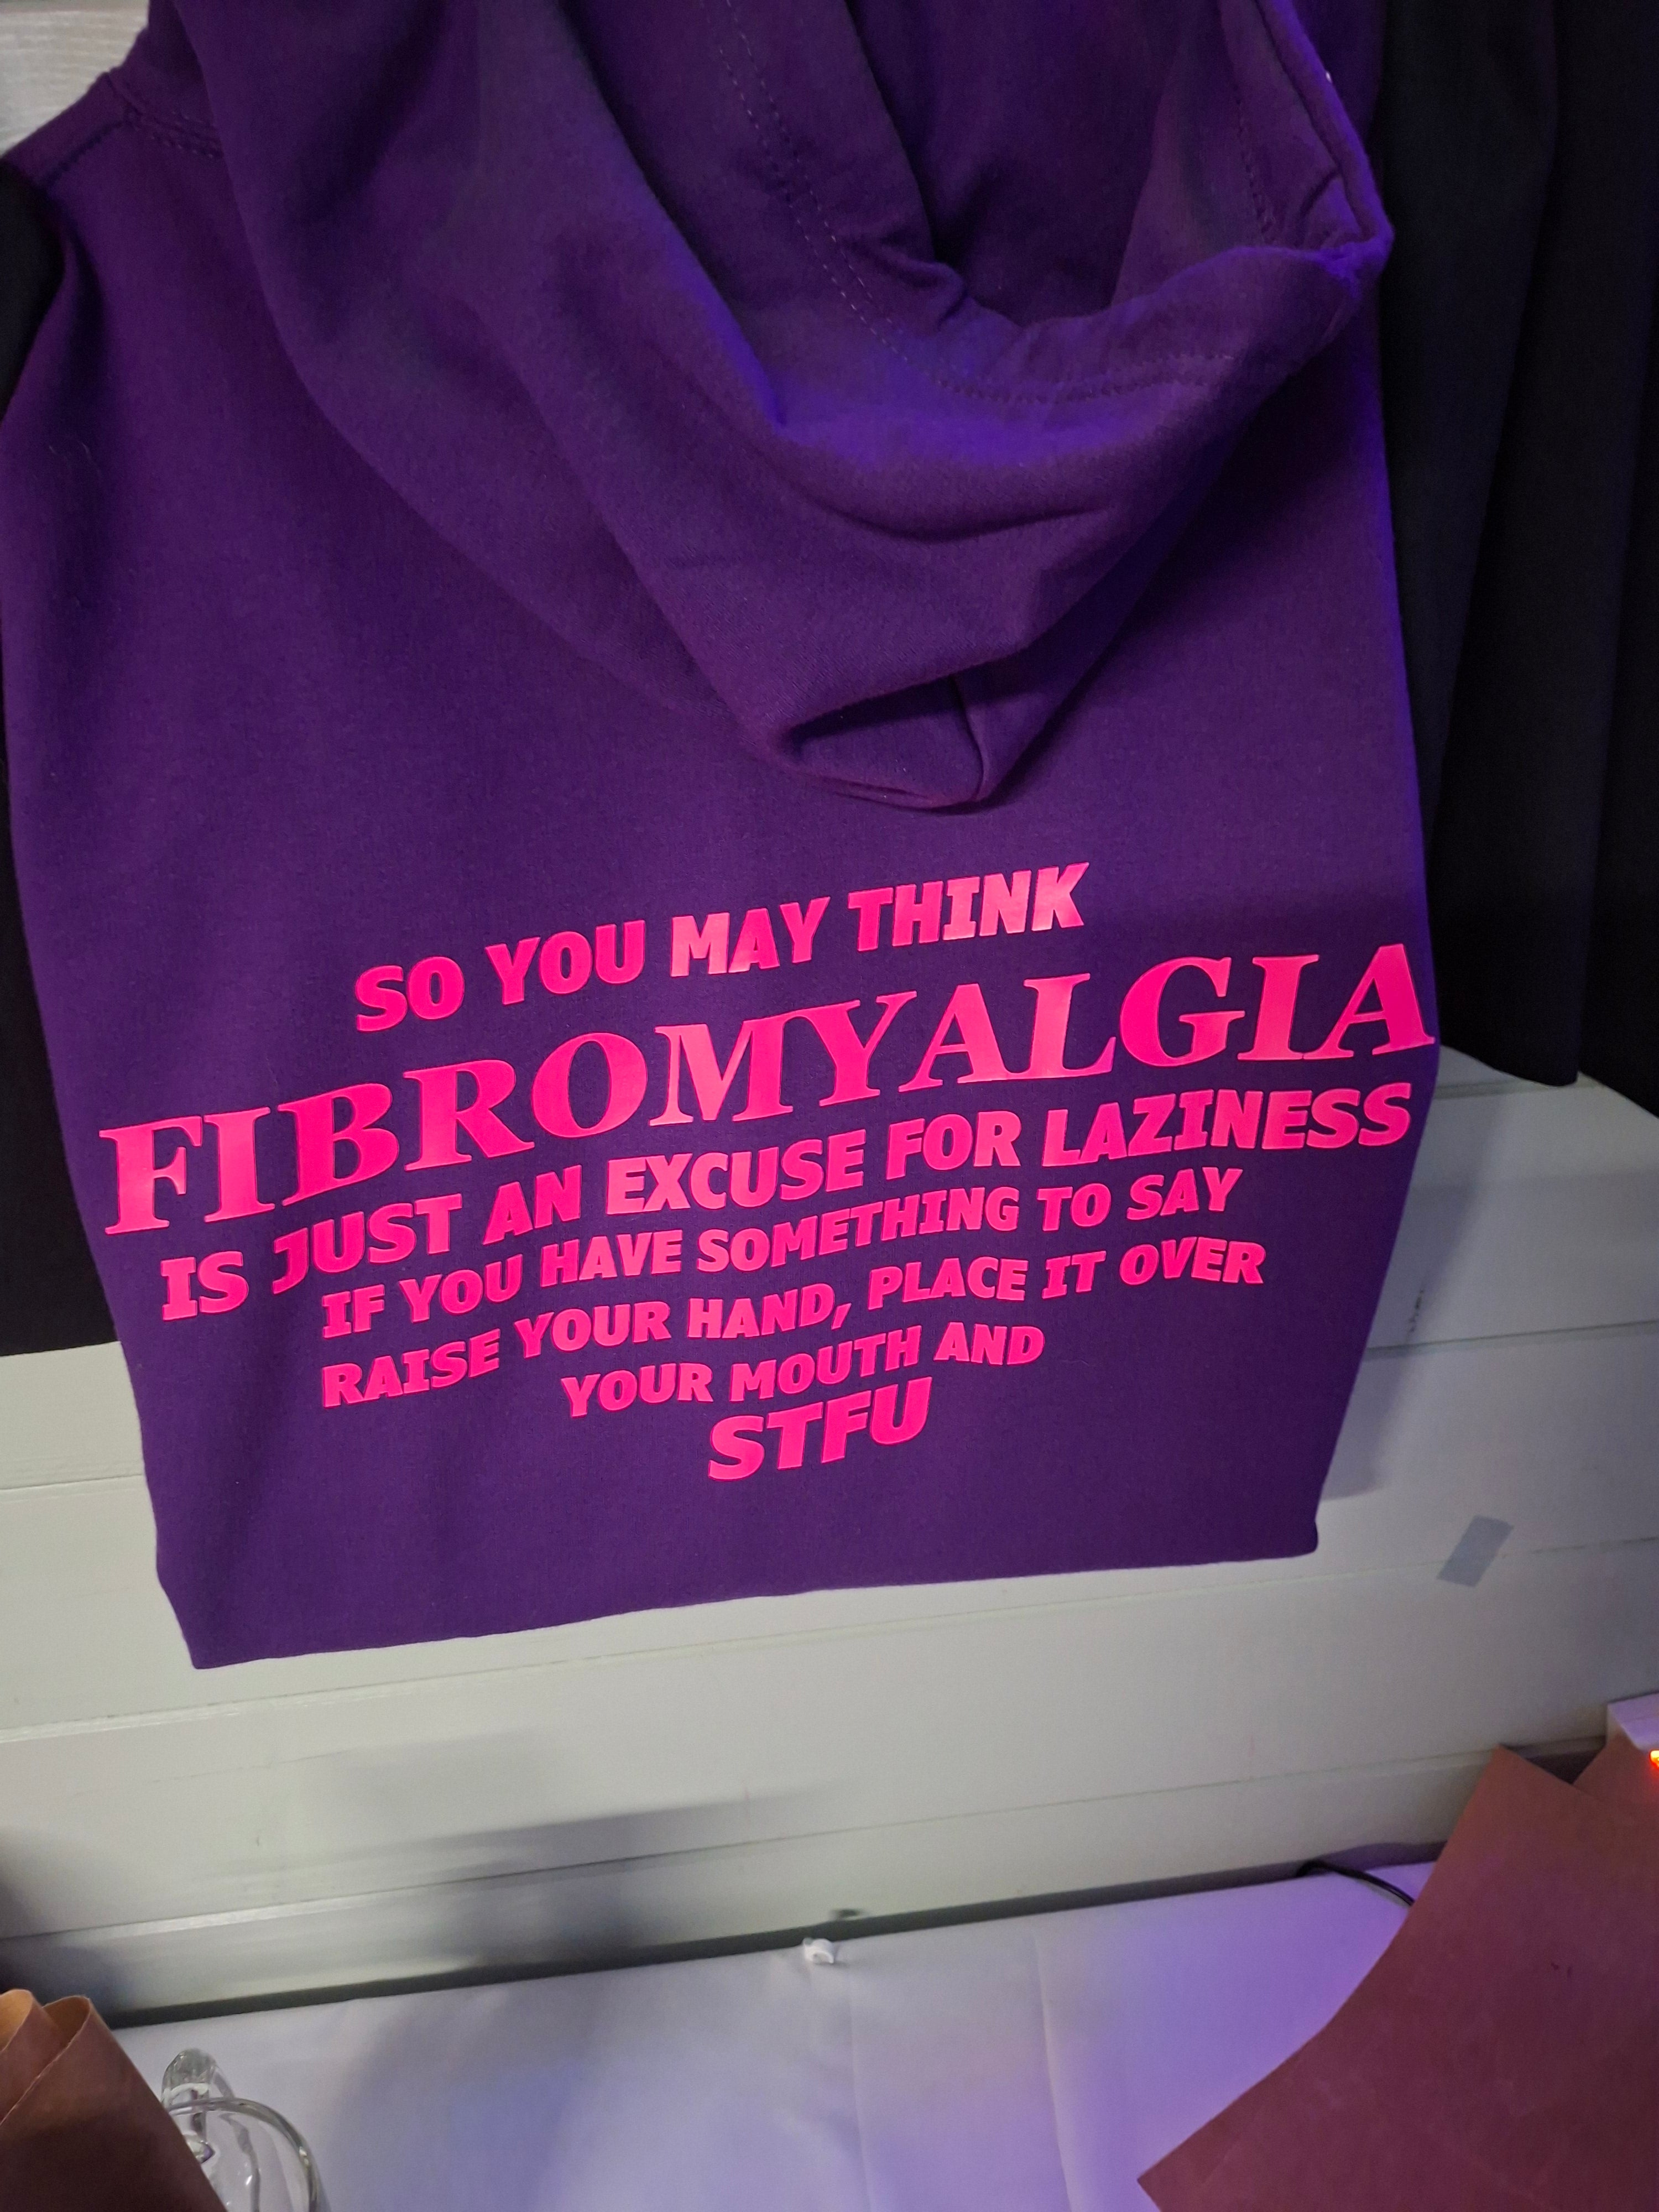 SO YOU MAY THINK
FIBROMYALGIA
IS JUST AN EXCUSE FOR LAZINESS
IF YOU HAVE SOMETHING TO SAY
RAISE YOUR HAND, PLACE IT OVER
YOUR MOUTH AND
STFU